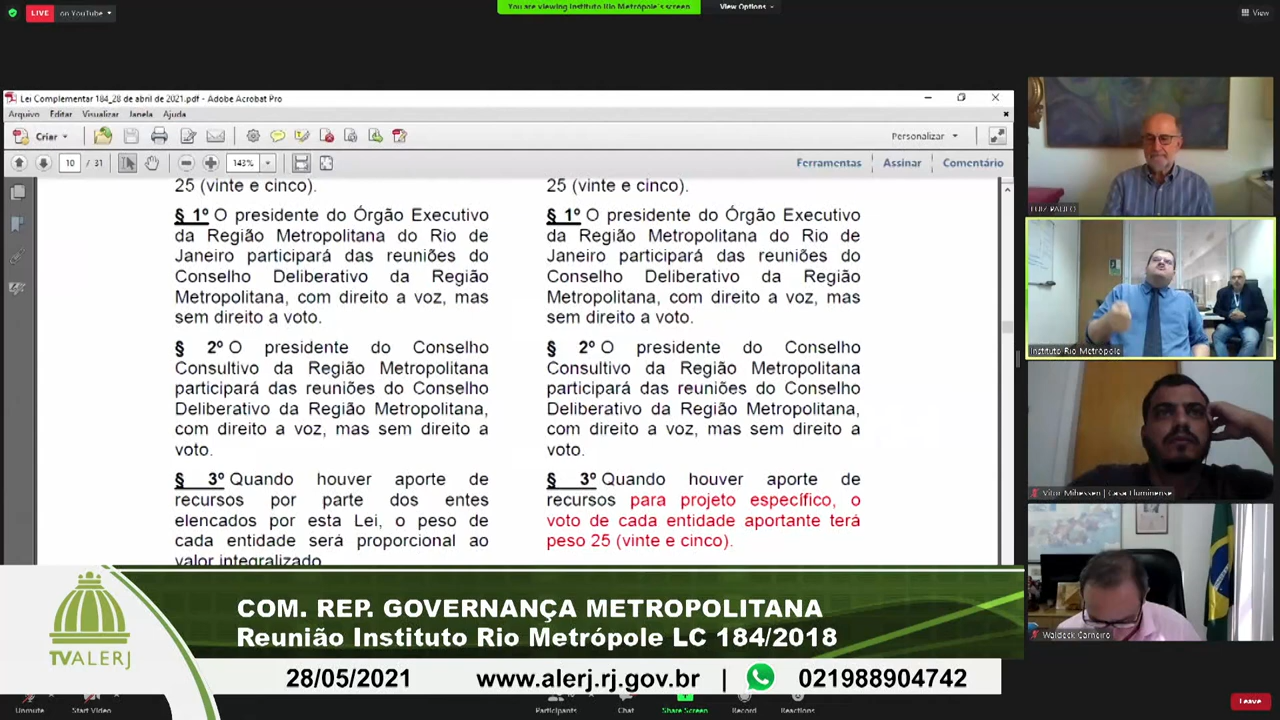 LIVE on YouTube
You are viewing Instituto Rio Metrópole's screen
View Options
View
Lei Complementar 184_28 de abril de 2021.pdf - Adobe Acrobat Pro
Arquivo Editar Visualizar Janela Ajuda
Criar
Personalizar
10 / 31
143%
Ferramentas Assinar Comentário
25 (vinte e cinco).
§ 1º O presidente do Órgão Executivo
da Região Metropolitana do Rio de
Janeiro participará das reuniões do
Conselho Deliberativo da Região
Metropolitana, com direito a voz, mas
sem direito a voto.
§ 2º O presidente do Conselho
Consultivo da Região Metropolitana
participará das reuniões do Conselho
Deliberativo da Região Metropolitana,
com direito a voz, mas sem direito a
voto.
§ 3º Quando houver aporte de
recursos por parte dos entes
elencados por esta Lei, o peso de
cada entidade será proporcional ao
valor integralizado
25 (vinte e cinco).
§ 1º O presidente do Órgão Executivo
da Região Metropolitana do Rio de
Janeiro participará das reuniões do
Conselho Deliberativo da Região
Metropolitana, com direito a voz, mas
sem direito a voto.
§ 2º O presidente do Conselho
Consultivo da Região Metropolitana
participará das reuniões do Conselho
Deliberativo da Região Metropolitana,
com direito a voz, mas sem direito a
voto.
§ 3º Quando houver aporte de
recursos para projeto específico, o
voto de cada entidade aportante terá
peso 25 (vinte e cinco).
LUIZ PAULO
Instituto Rio Metrópole
Vitor Mihessen | Casa Fluminense
Waldeck Carneiro
TVALERJ
COM. REP. GOVERNANÇA METROPOLITANA
Reunião Instituto Rio Metrópole LC 184/2018
28/05/2021 www.alerj.rj.gov.br | 021988904742
Unmute
Start Video
Participants
Chat
Share Screen
Record
Reactions
Leave